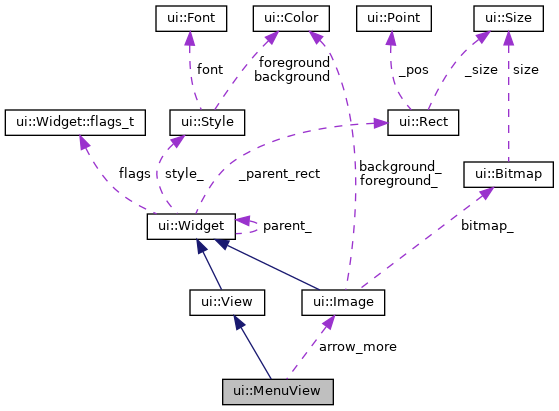 ui::Font
ui::Color
ui::Point
ui::Size
font
foreground
background
_pos
_size
size
ui::Widget::flags_t
ui::Style
ui::Rect
flags
style_
_parent_rect
background_
foreground_
ui::Bitmap
ui::Widget
parent_
bitmap_
ui::View
ui::Image
arrow_more
ui::MenuView